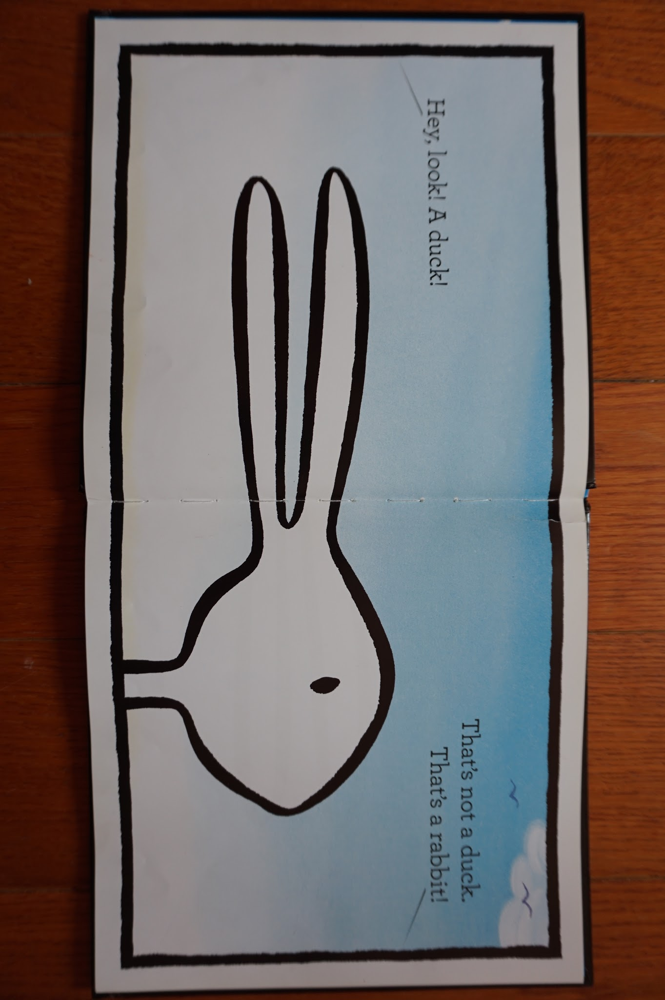 Hey, look! A duck!
That's not a duck.
That's a rabbit!